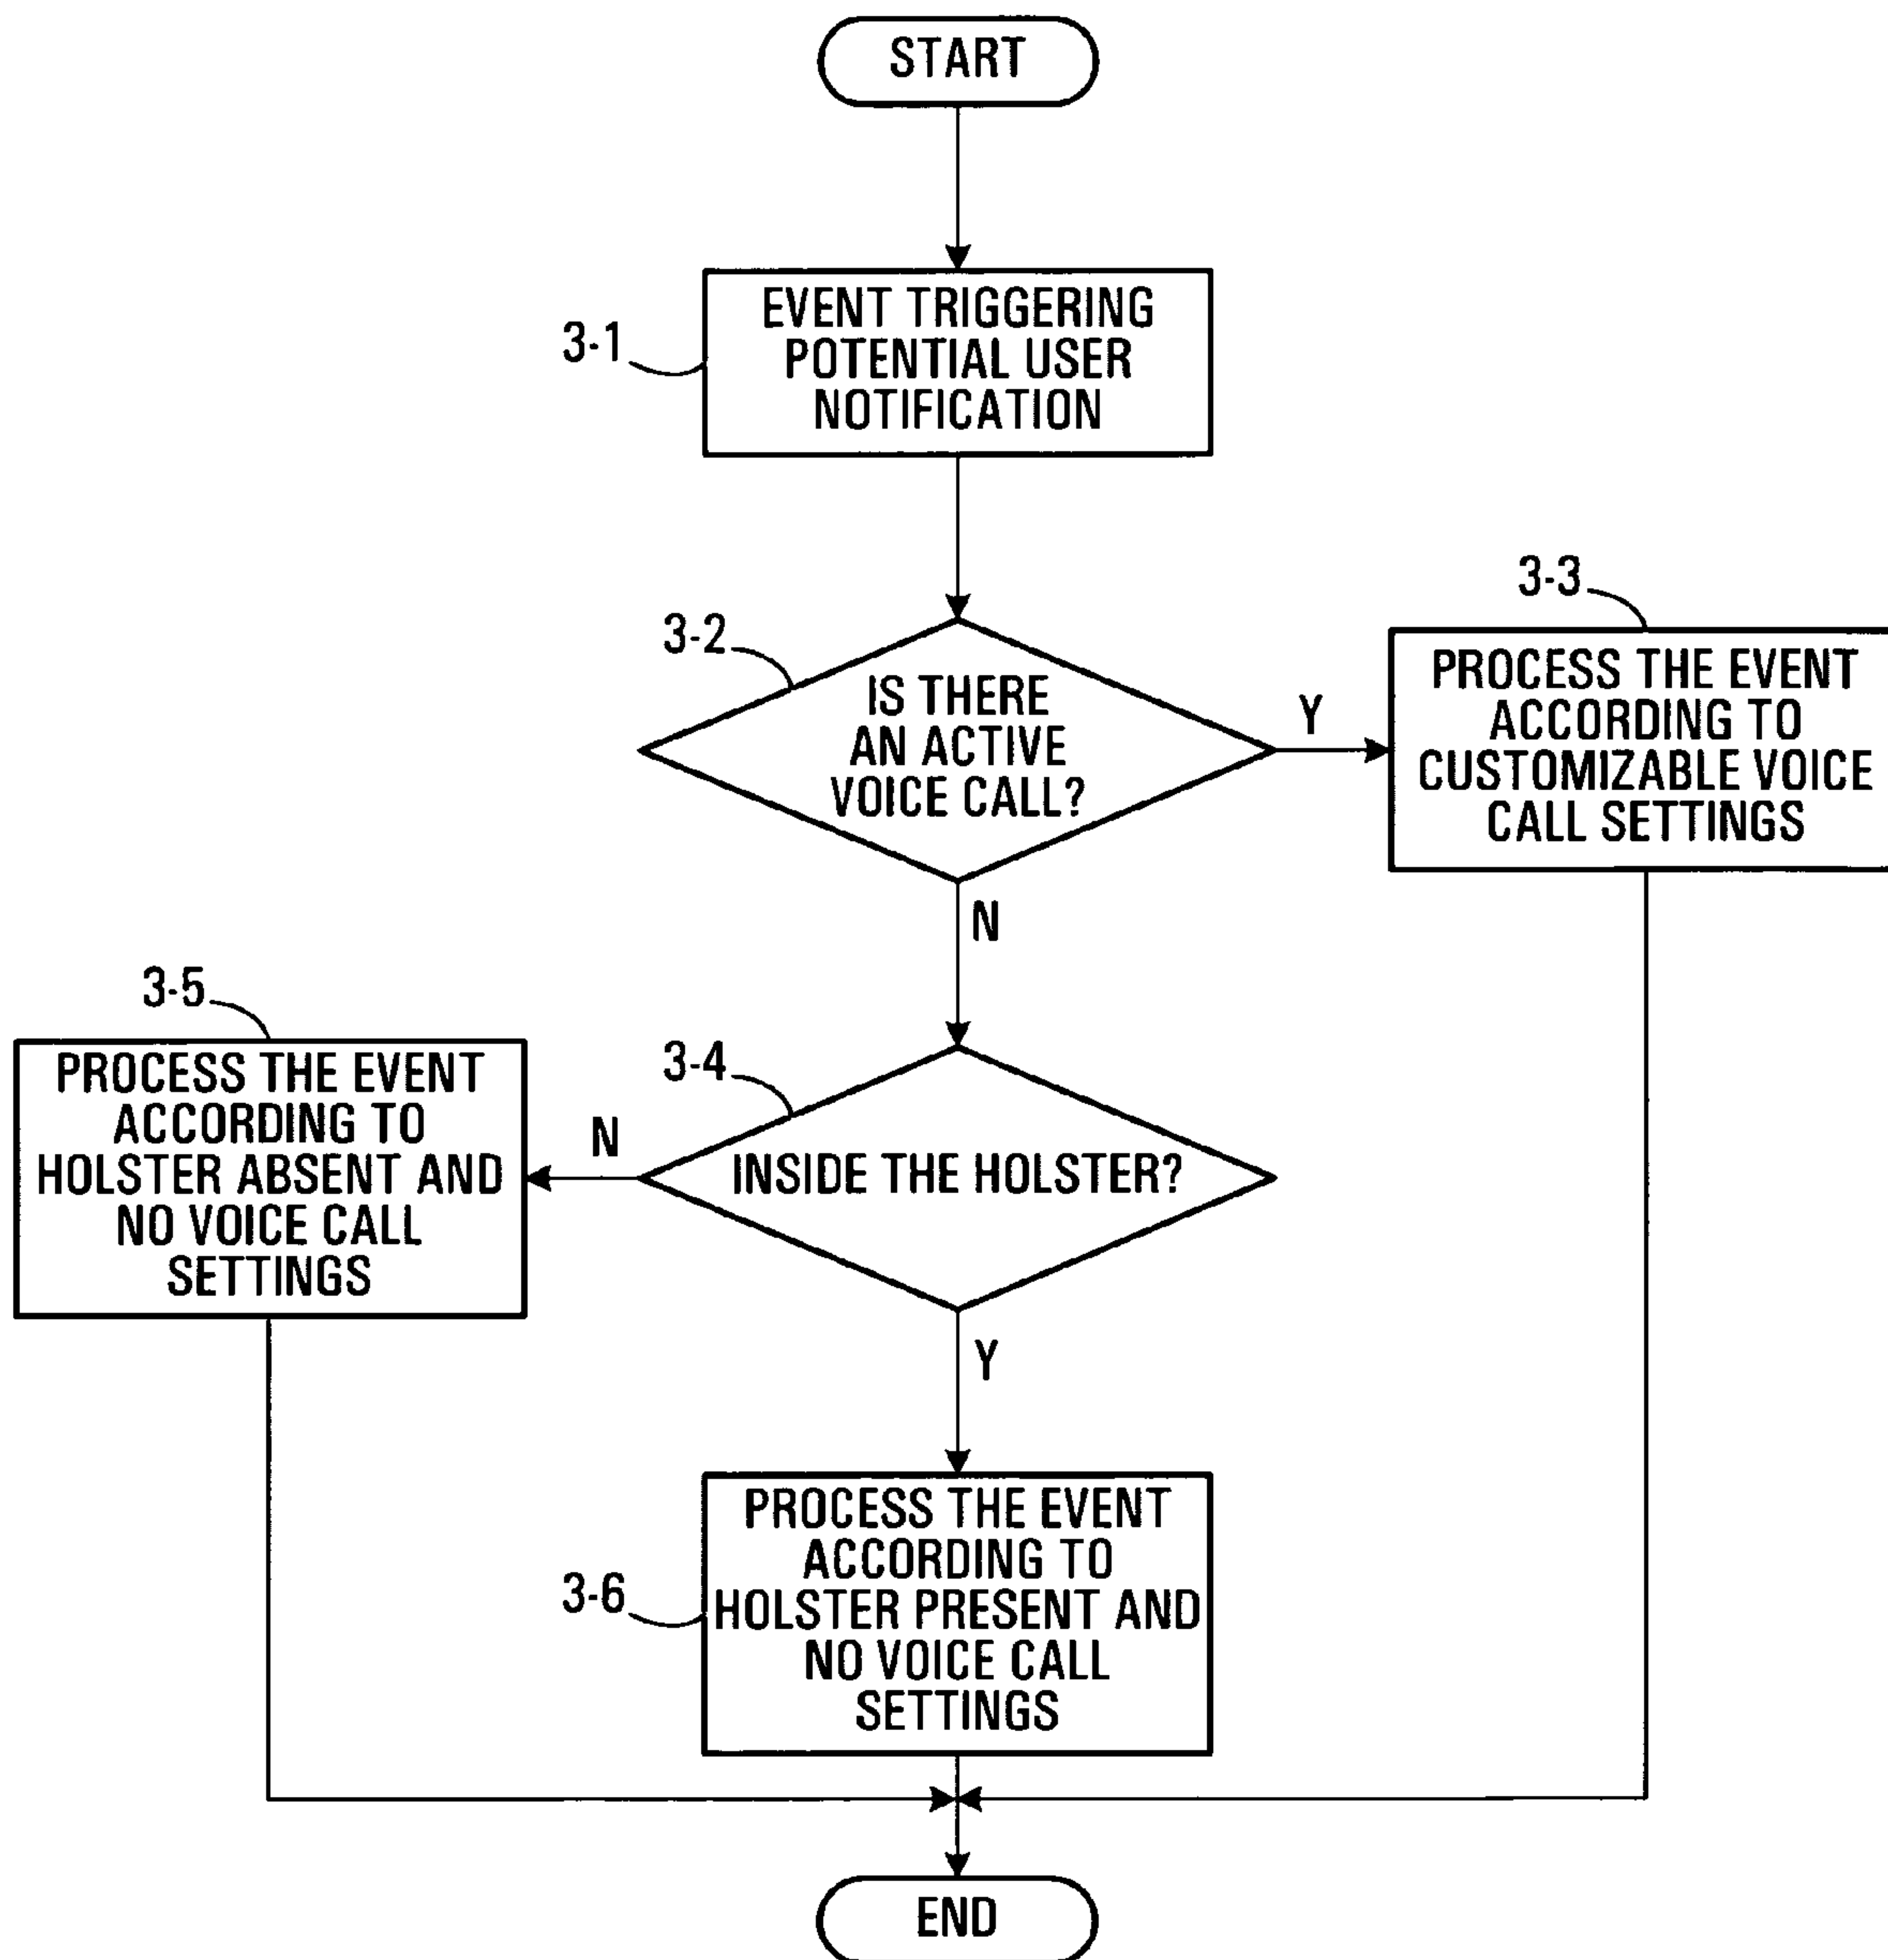 START
3-1
EVENT TRIGGERING
POTENTIAL USER
NOTIFICATION
3-2
IS THERE
AN ACTIVE
VOICE CALL?
Y
N
3-3
PROCESS THE EVENT
ACCORDING TO
CUSTOMIZABLE VOICE
CALL SETTINGS
3-4
INSIDE THE HOLSTER?
N
Y
3-5
PROCESS THE EVENT
ACCORDING TO
HOLSTER ABSENT AND
NO VOICE CALL
SETTINGS
3-6
PROCESS THE EVENT
ACCORDING TO
HOLSTER PRESENT AND
NO VOICE CALL
SETTINGS
END